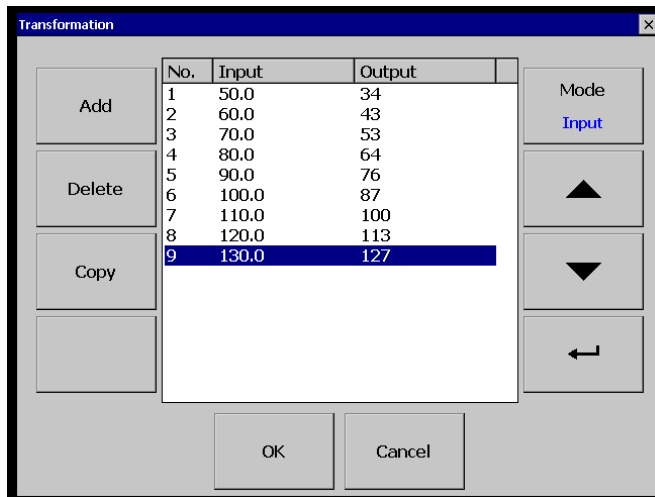 Transformation
No. Input Output
1 50.0 34
2 60.0 43
3 70.0 53
4 80.0 64
5 90.0 76
6 100.0 87
7 110.0 100
8 120.0 113
9 130.0 127
Add
Delete
Copy
Mode
Input
OK
Cancel